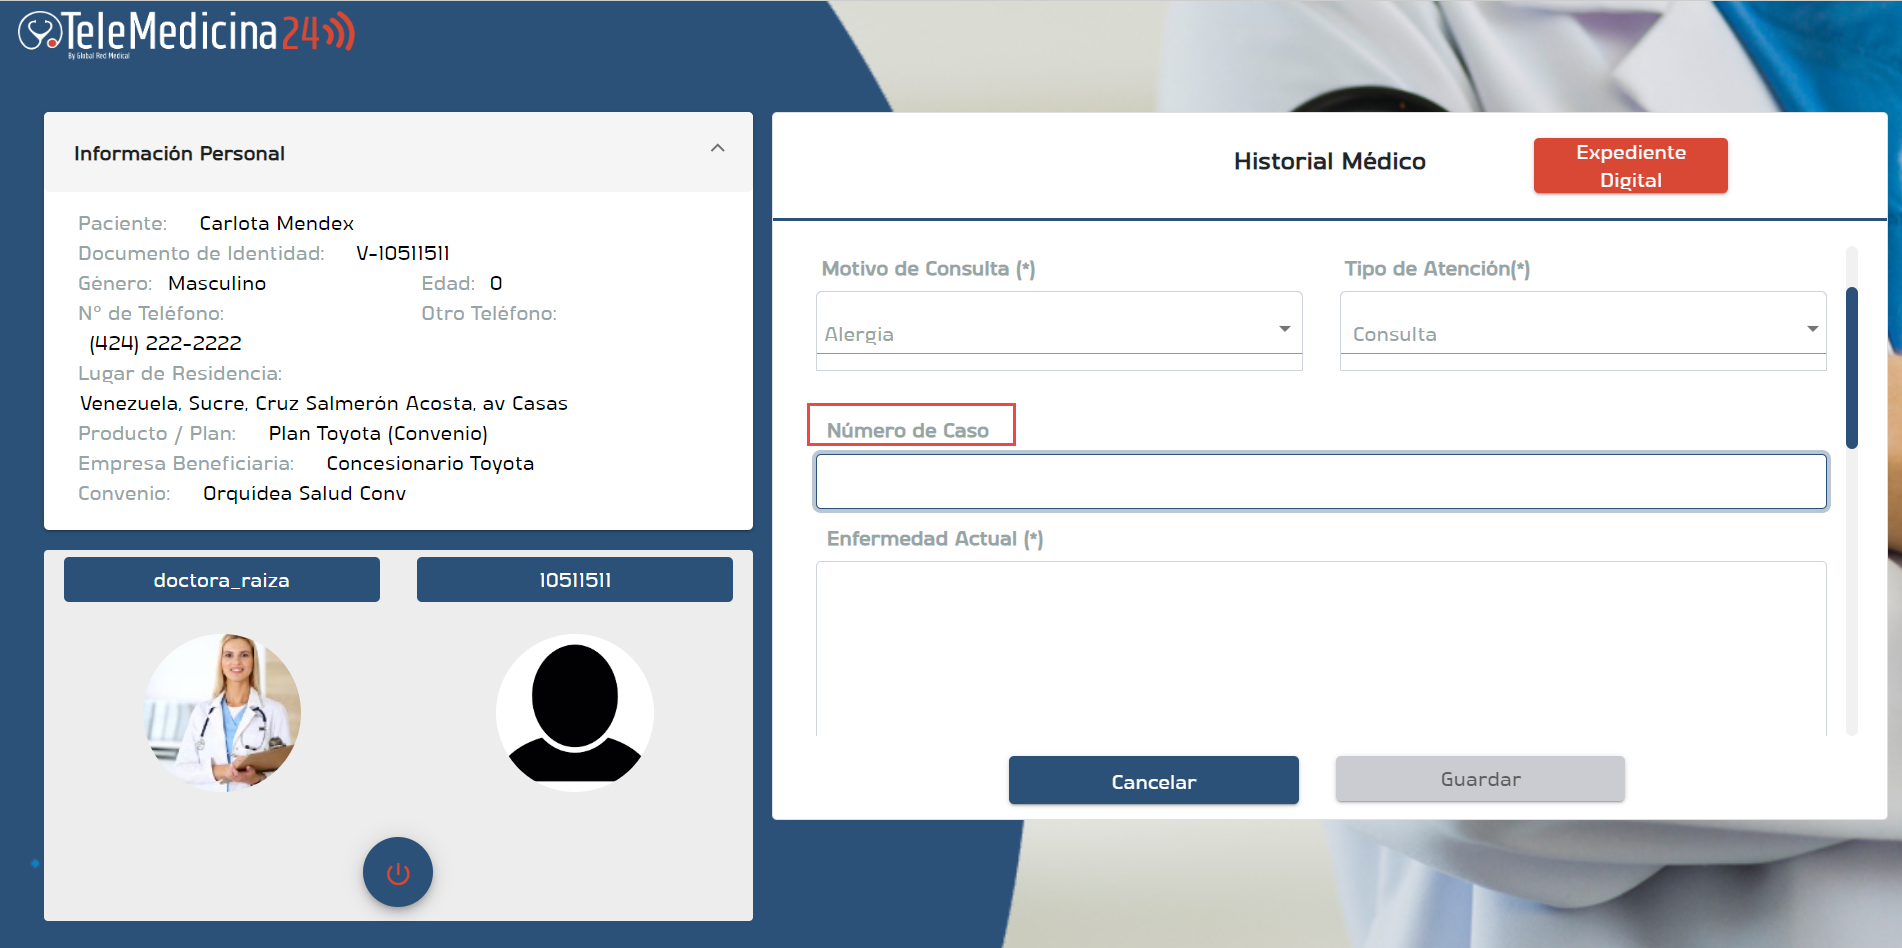 TeleMedicina24
By Global Red Medical
Información Personal
Paciente: Carlota Mendex
Documento de Identidad: V-10511511
Género: Masculino Edad: 0
N° de Teléfono: Otro Teléfono:
(424) 222-2222
Lugar de Residencia:
Venezuela, Sucre, Cruz Salmerón Acosta, av Casas
Producto / Plan: Plan Toyota (Convenio)
Empresa Beneficiaria: Concesionario Toyota
Convenio: Orquídea Salud Conv
doctora_raiza
10511511
Historial Médico
Expediente
Digital
Motivo de Consulta (*) Tipo de Atención(*)
Alergia Consulta
Número de Caso
Enfermedad Actual (*)
Cancelar Guardar